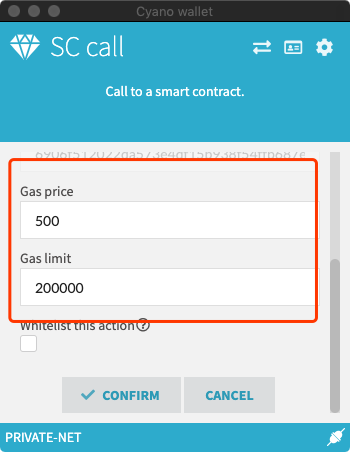 Cyano wallet
SC call
Call to a smart contract.
Gas price
500
Gas limit
200000
Whitelist this action
CONFIRM
CANCEL
PRIVATE-NET